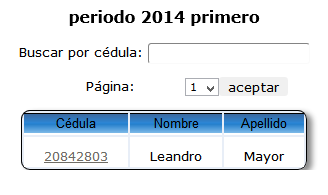 periodo 2014 primero
Buscar por cédula:
Página: 1 aceptar
Cédula Nombre Apellido
20842803 Leandro Mayor